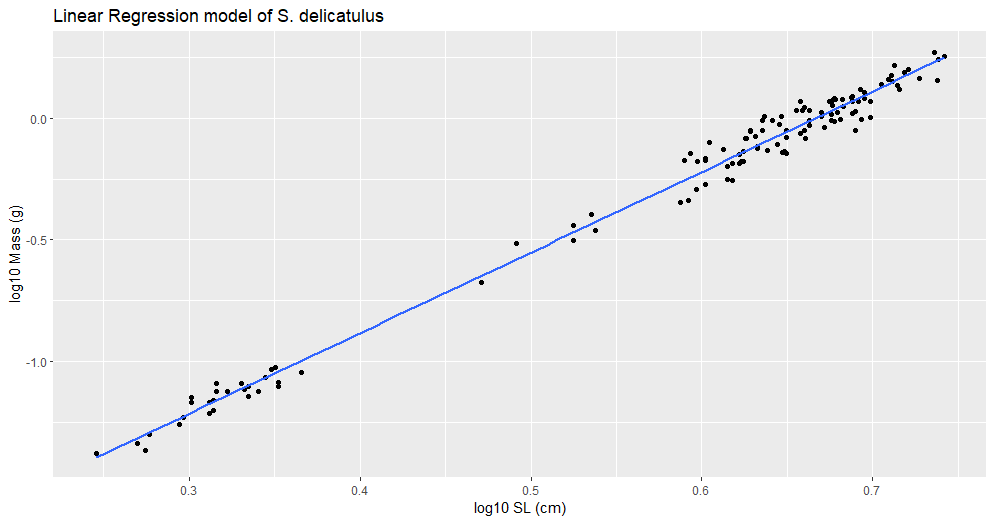 Linear Regression model of S. delicatulus
log10 Mass (g)
0.0
-0.5
-1.0
0.3 0.4 0.5 0.6 0.7
log10 SL (cm)